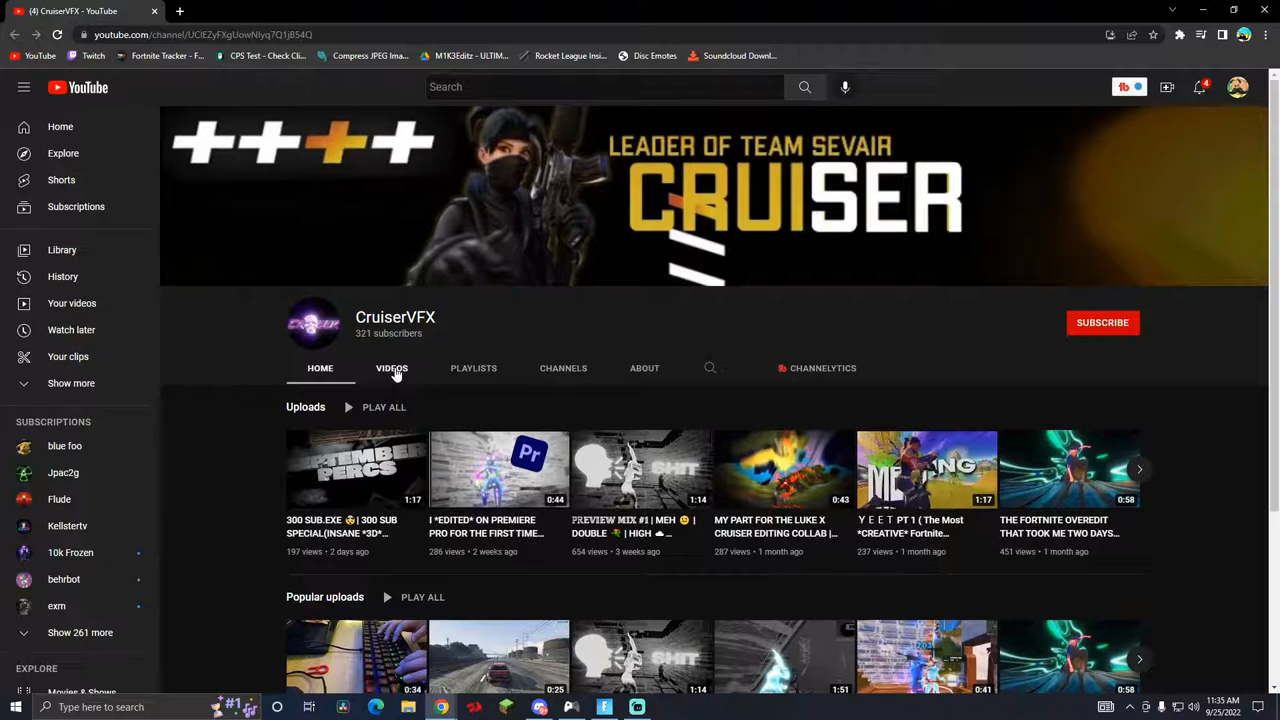 (4) CruiserVFX - YouTube
youtube.com/channel/UClEZyFXgUowNIyq7Q1jB54Q
YouTube Twitch Fortnite Tracker - F... CPS Test - Check Cli... Compress JPEG Ima... M1K3Editz - ULTIM... Rocket League Insi... Disc Emotes Soundcloud Down...
YouTube Search 4
Home
Explore
Shorts
Subscriptions
Library
History
Your videos
Watch later
Your clips
Show more
SUBSCRIPTIONS
blue foo
Jpac2g
Flude
Kellstertv
10k Frozen
behrbot
exm
Show 261 more
EXPLORE
Movies & Shows
LEADER OF TEAM SEVAIR
CRUISER
CruiserVFX
321 subscribers
SUBSCRIBE
HOME VIDEOS PLAYLISTS CHANNELS ABOUT CHANNELYTICS
Uploads PLAY ALL
Pr
1:17 0:44 1:14 0:43 1:17 0:58
300 SUB.EXE 🤯| 300 SUB SPECIAL(INSANE *3D*...
197 views • 2 days ago
I *EDITED* ON PREMIERE PRO FOR THE FIRST TIME...
286 views • 2 weeks ago
PREVIEW MIX #1 | MEH 😐 | DOUBLE 🔫 | HIGH ☁️...
654 views • 3 weeks ago
MY PART FOR THE LUKE X CRUISER EDITING COLLAB |...
287 views • 1 month ago
Y E E T PT 1 ( The Most *CREATIVE* Fortnite...
237 views • 1 month ago
THE FORTNITE OVEREDIT THAT TOOK ME TWO DAYS...
451 views • 1 month ago
Popular uploads PLAY ALL
0:34 0:25 1:14 1:51 0:41 0:58
Type here to search
#1
11:35 AM
9/25/2022